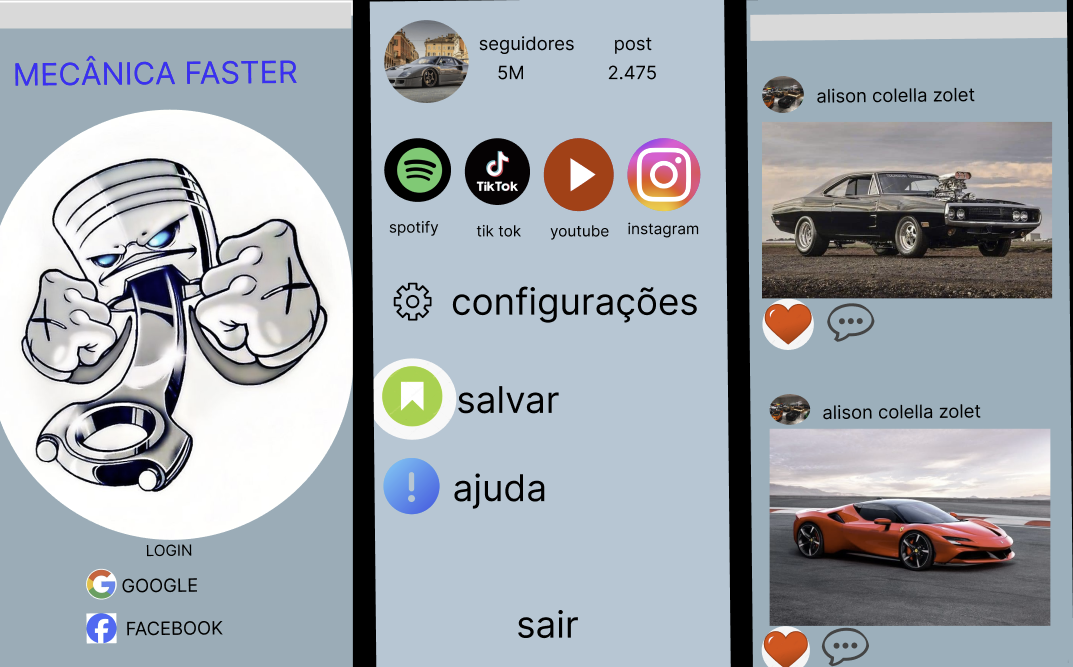 MECÂNICA FASTER
LOGIN
GOOGLE
FACEBOOK
seguidores post
5M 2.475
TikTok
spotify tik tok youtube instagram
configurações
salvar
ajuda
sair
alison colella zolet
alison colella zolet